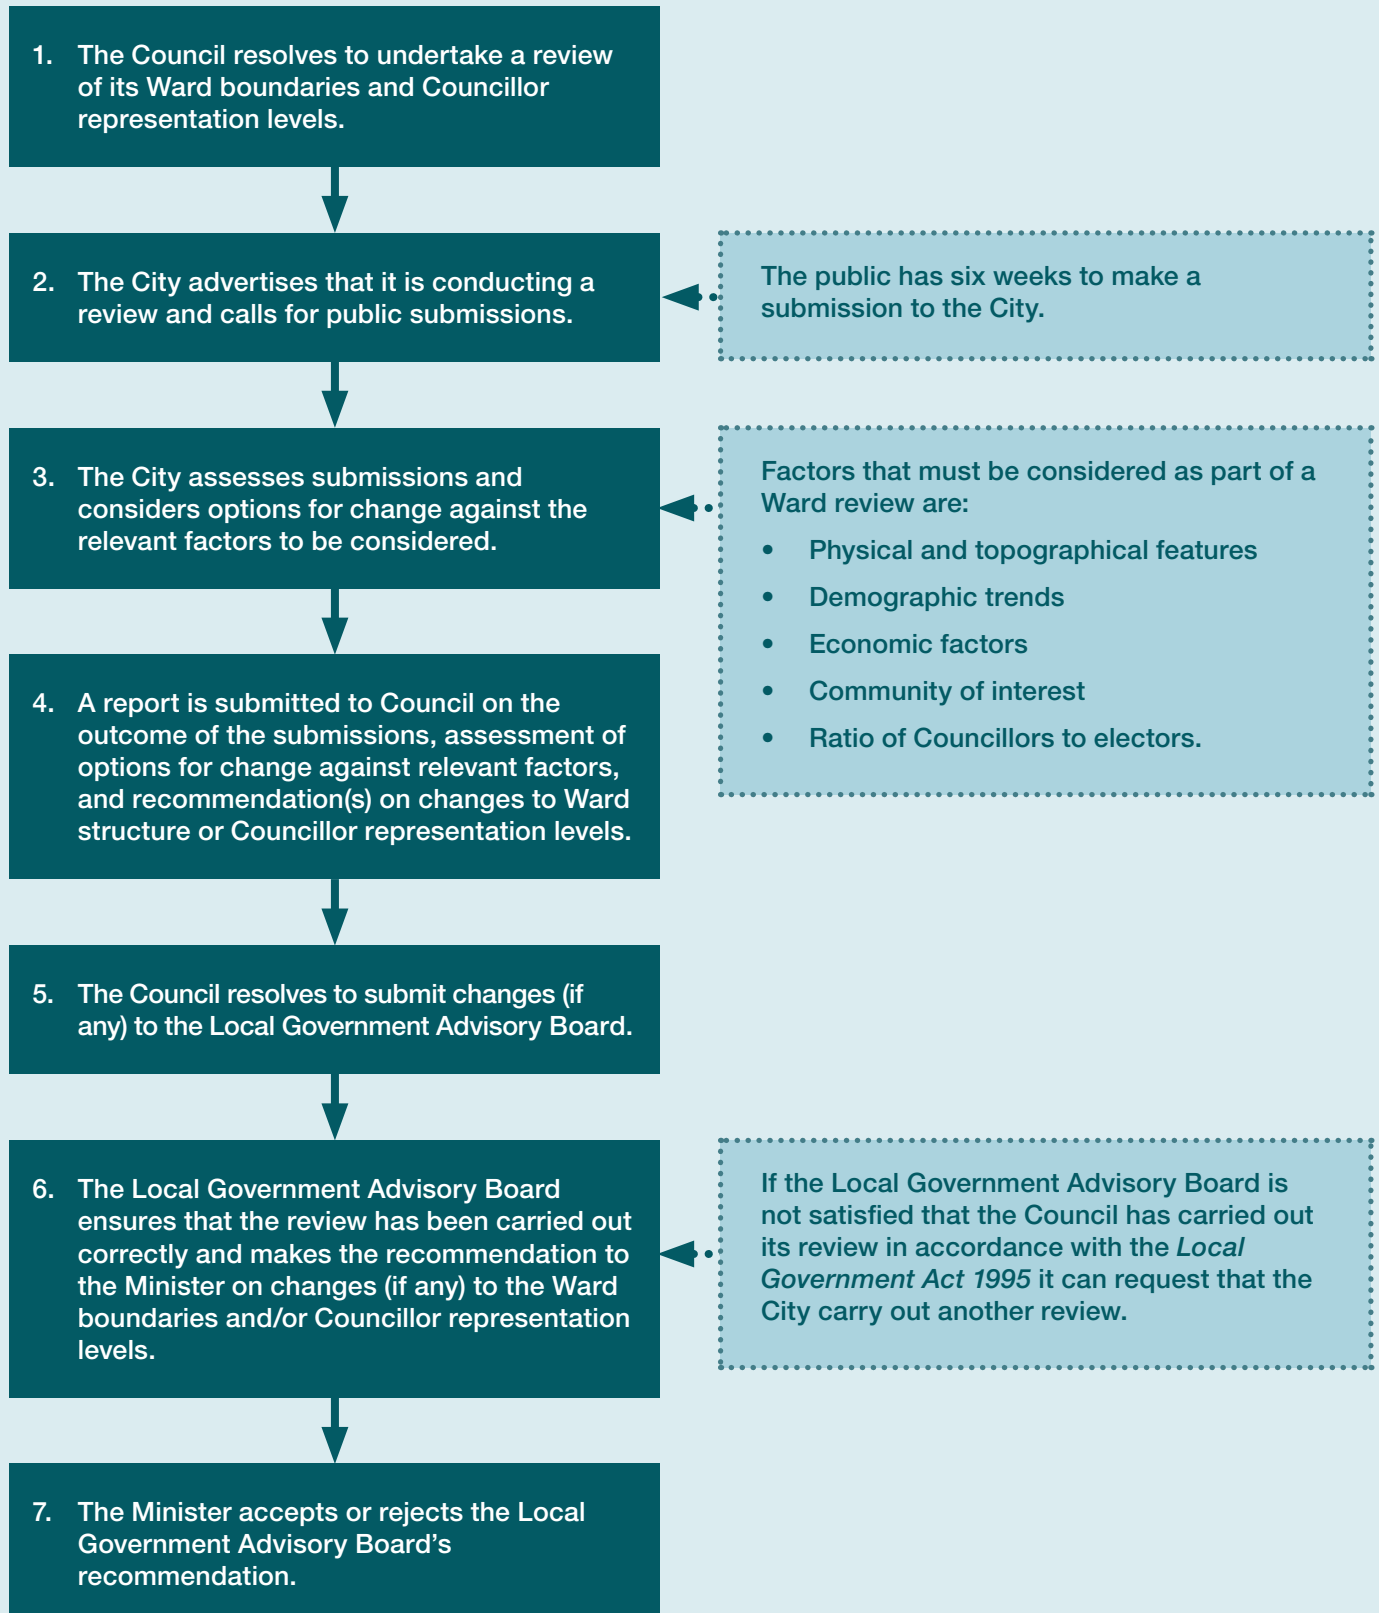 1. The Council resolves to undertake a review
of its Ward boundaries and Councillor
representation levels.
2. The City advertises that it is conducting a
review and calls for public submissions.
The public has six weeks to make a
submission to the City.
3. The City assesses submissions and
considers options for change against the
relevant factors to be considered.
Factors that must be considered as part of a
Ward review are:
• Physical and topographical features
• Demographic trends
• Economic factors
• Community of interest
• Ratio of Councillors to electors.
4. A report is submitted to Council on the
outcome of the submissions, assessment of
options for change against relevant factors,
and recommendation(s) on changes to Ward
structure or Councillor representation levels.
5. The Council resolves to submit changes (if
any) to the Local Government Advisory Board.
6. The Local Government Advisory Board
ensures that the review has been carried out
correctly and makes the recommendation to
the Minister on changes (if any) to the Ward
boundaries and/or Councillor representation
levels.
If the Local Government Advisory Board is
not satisfied that the Council has carried out
its review in accordance with the Local
Government Act 1995 it can request that the
City carry out another review.
7. The Minister accepts or rejects the Local
Government Advisory Board’s
recommendation.